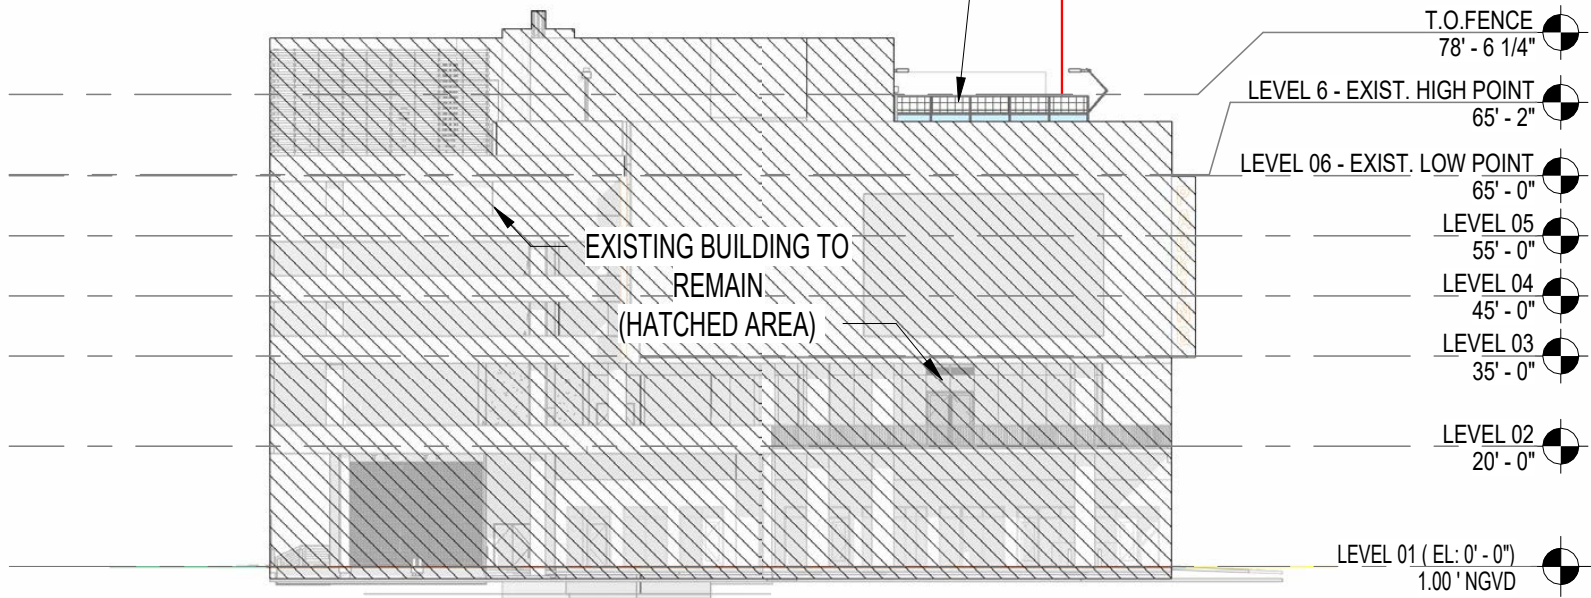 T.O.FENCE
78' - 6 1/4"
LEVEL 6 - EXIST. HIGH POINT
65' - 2"
LEVEL 06 - EXIST. LOW POINT
65' - 0"
LEVEL 05
55' - 0"
EXISTING BUILDING TO
REMAIN
(HATCHED AREA)
LEVEL 04
45' - 0"
LEVEL 03
35' - 0"
LEVEL 02
20' - 0"
LEVEL 01 ( EL: 0' - 0")
1.00 ' NGVD